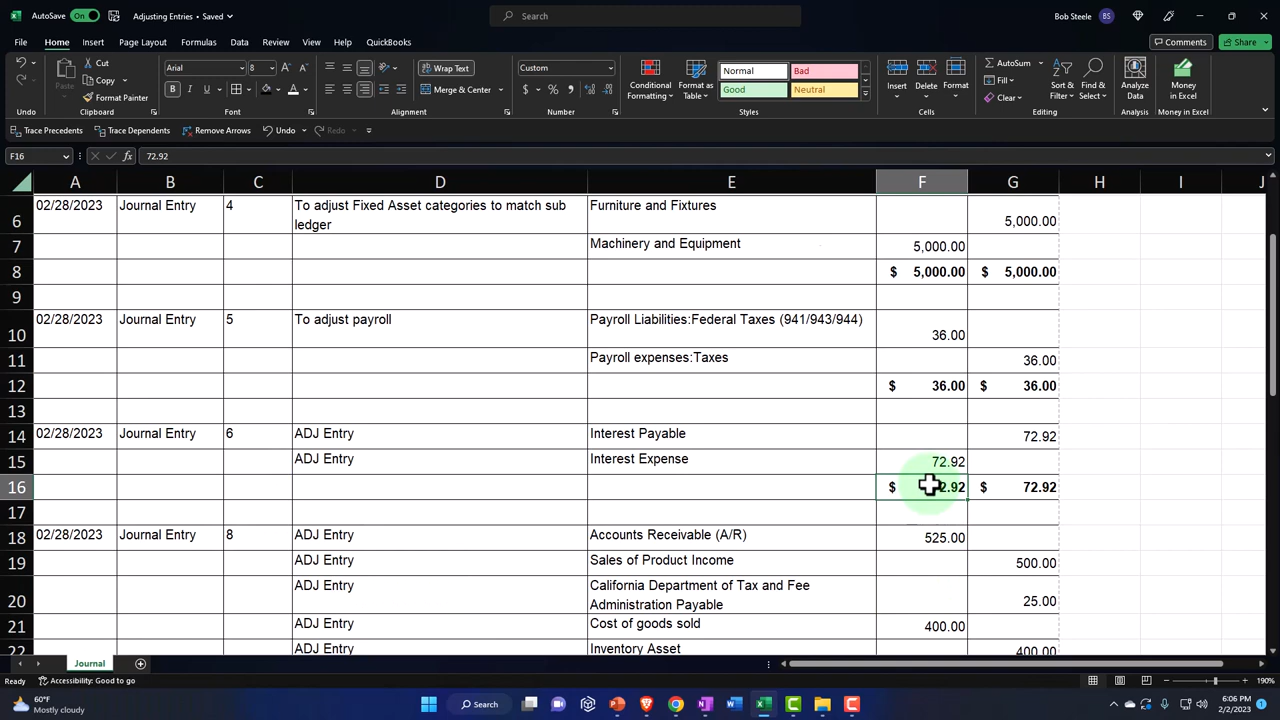 AutoSave On Adjusting Entries • Saved Search Bob Steele BS
File Home Insert Page Layout Formulas Data Review View Help QuickBooks Comments Share
Cut Copy Format Painter Paste Undo Clipboard
Arial 8 B I U A Font
Wrap Text Merge & Center Alignment
Custom $ % Number
Conditional Formatting Format as Table Normal Bad Good Neutral Styles
Insert Delete Format Cells
AutoSum Fill Clear Sort & Filter Find & Select Editing
Analyze Data Analysis Money in Excel Money in Excel
Trace Precedents Trace Dependents Remove Arrows Undo Redo
F16 fx 72.92
A B C D E F G H I J
6 02/28/2023 Journal Entry 4 To adjust Fixed Asset categories to match sub ledger Furniture and Fixtures 5,000.00
7 Machinery and Equipment 5,000.00
8 $ 5,000.00 $ 5,000.00
9
10 02/28/2023 Journal Entry 5 To adjust payroll Payroll Liabilities:Federal Taxes (941/943/944) 36.00
11 Payroll expenses:Taxes 36.00
12 $ 36.00 $ 36.00
13
14 02/28/2023 Journal Entry 6 ADJ Entry Interest Payable 72.92
15 ADJ Entry Interest Expense 72.92
16 $ 2.92 $ 72.92
17
18 02/28/2023 Journal Entry 8 ADJ Entry Accounts Receivable (A/R) 525.00
19 ADJ Entry Sales of Product Income 500.00
20 ADJ Entry California Department of Tax and Fee Administration Payable 25.00
21 ADJ Entry Cost of goods sold 400.00
22 ADJ Entry Inventory Asset 400.00
Journal
Ready Accessibility: Good to go 190%
60°F Mostly cloudy Search 6:06 PM 2/2/2023